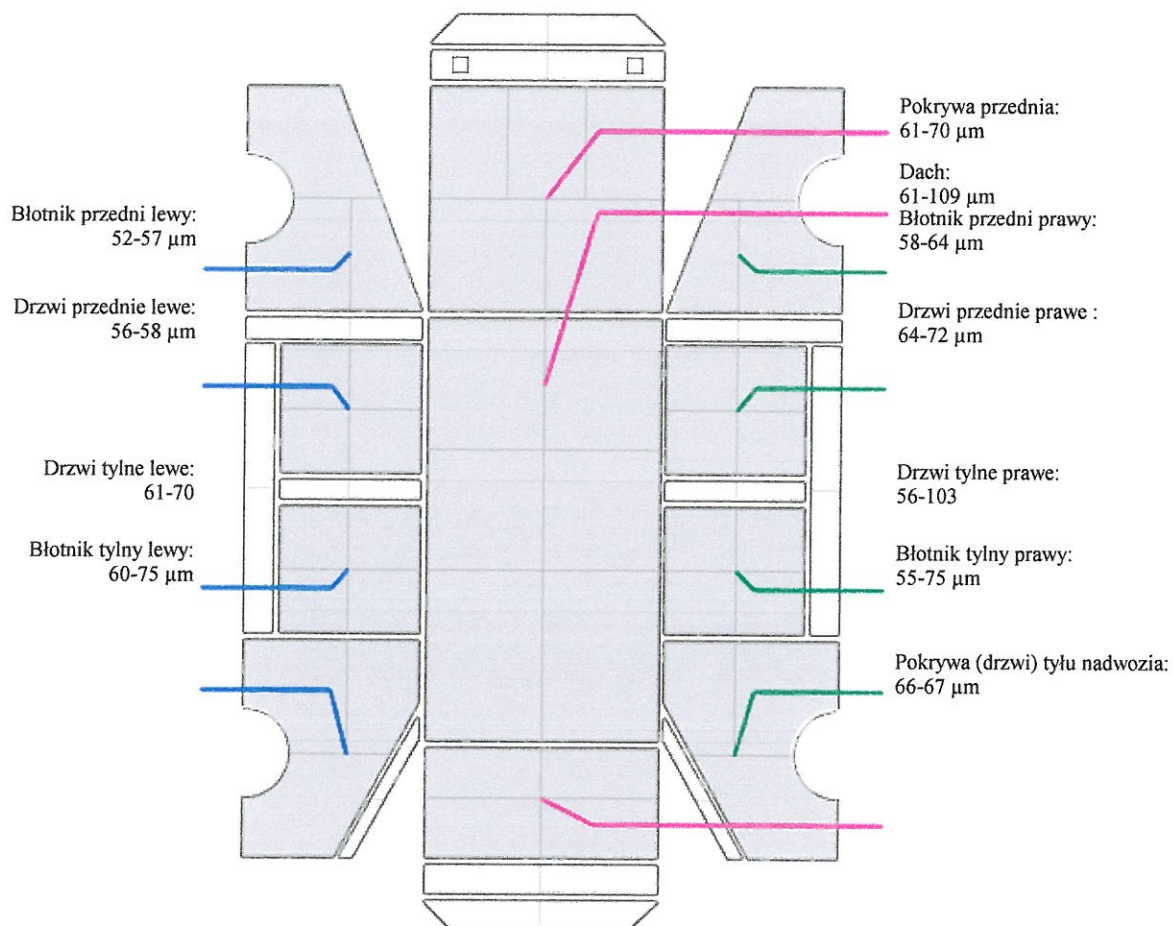 Błotnik przedni lewy:
52-57 µm
Drzwi przednie lewe:
56-58 µm
Drzwi tylne lewe:
61-70
Błotnik tylny lewy:
60-75 µm
Pokrywa przednia:
61-70 µm
Dach:
61-109 µm
Błotnik przedni prawy:
58-64 µm
Drzwi przednie prawe :
64-72 µm
Drzwi tylne prawe:
56-103
Błotnik tylny prawy:
55-75 µm
Pokrywa (drzwi) tyłu nadwozia:
66-67 µm